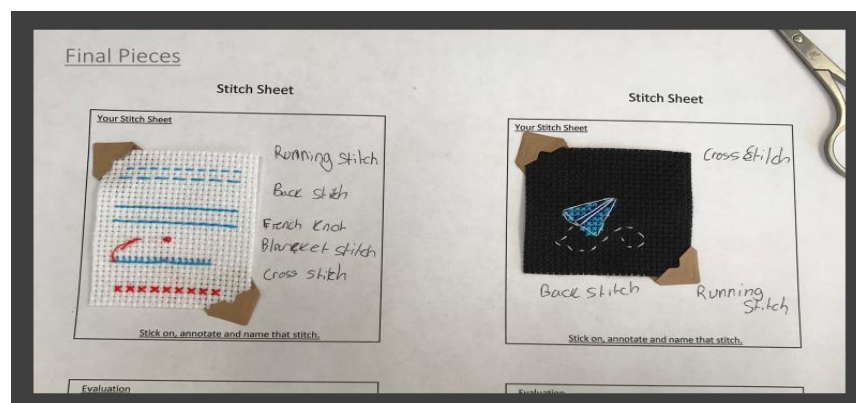 Final Pieces
Stitch Sheet
Your Stitch Sheet
Running stitch
Back stitch
French Knot
Blanket stitch
Cross stitch
Stick on, annotate and name that stitch.
Evaluation
Stitch Sheet
Your Stitch Sheet
Cross Stitch
Back stitch
Running
Stitch
Stick on, annotate and name that stitch.
Evaluation